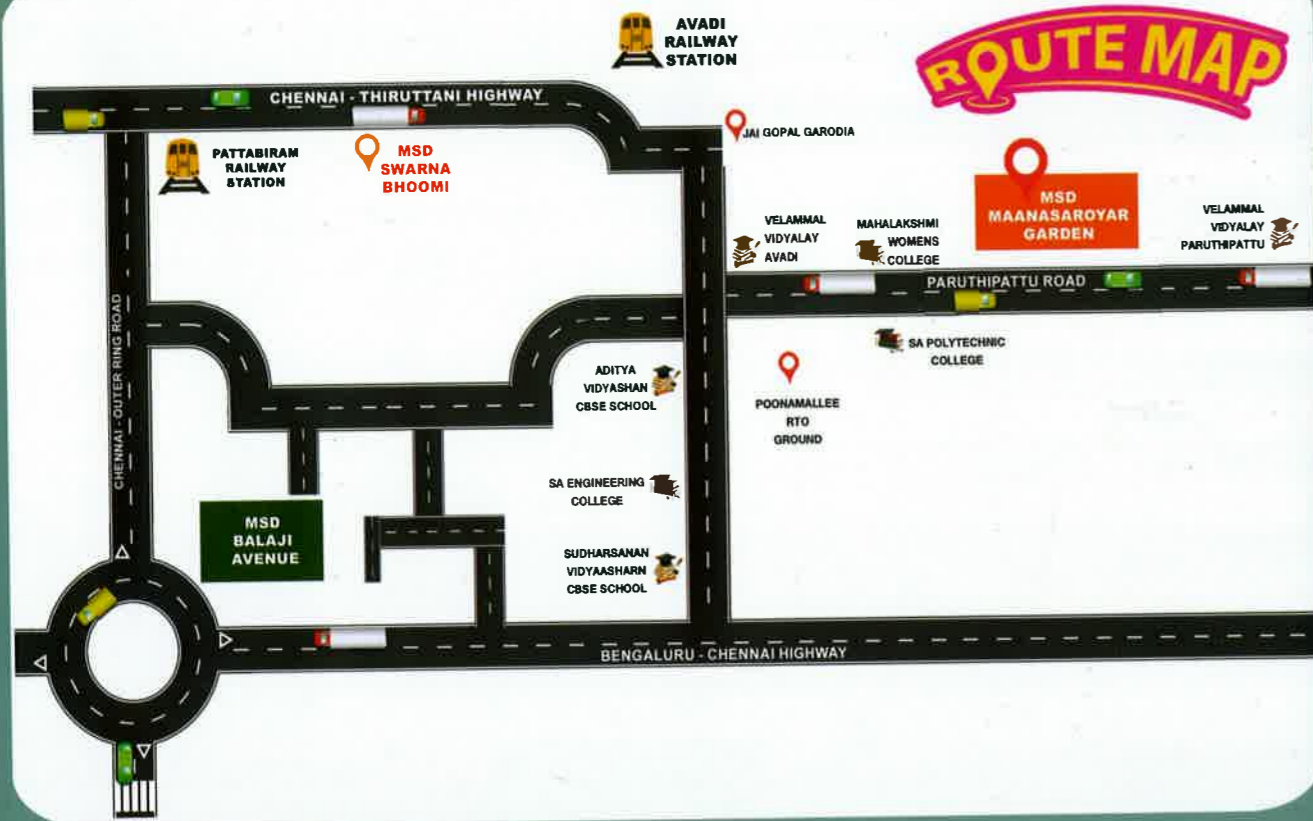 AVADI
RAILWAY
STATION
ROUTE MAP
CHENNAI - THIRUTTANI HIGHWAY
JAI GOPAL GARODIA
PATTABIRAM
RAILWAY
STATION
MSD
SWARNA
BHOOMI
MSD
MAANASAROYAR
GARDEN
VELAMMAL
VIDYALAY
AVADI
MAHALAKSHMI
WOMENS
COLLEGE
VELAMMAL
VIDYALAY
PARUTHIPATTU
PARUTHIPATTU ROAD
CHENNAI - OUTER RING ROAD
SA POLYTECHNIC
COLLEGE
ADITYA
VIDYASHAN
CBSE SCHOOL
POONAMALLEE
RTO
GROUND
SA ENGINEERING
COLLEGE
MSD
BALAJI
AVENUE
SUDHARSANAN
VIDYAASHARN
CBSE SCHOOL
BENGALURU - CHENNAI HIGHWAY